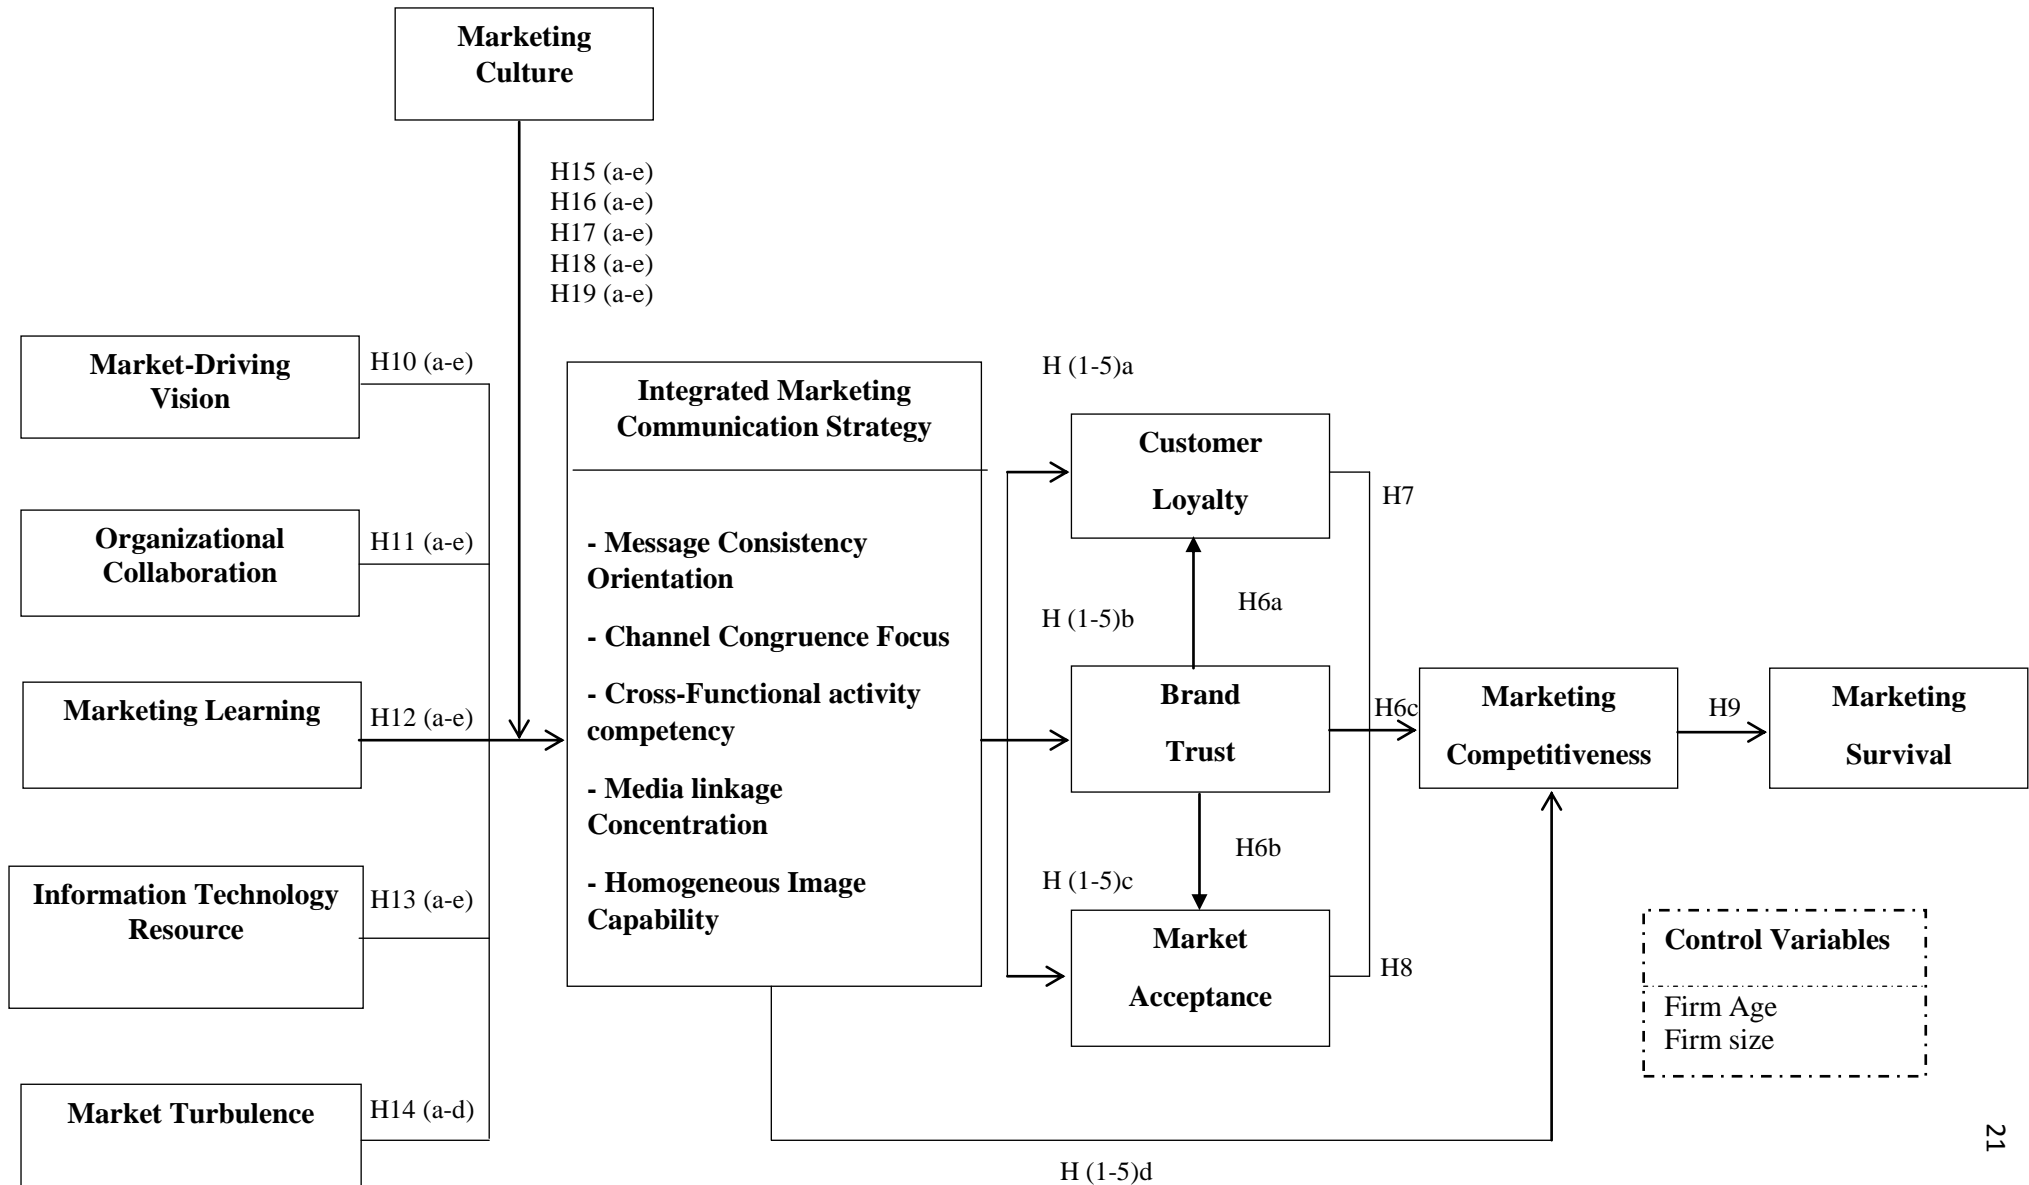 Marketing
Culture
H15 (a-e)
H16 (a-e)
H17 (a-e)
H18 (a-e)
H19 (a-e)
Market-Driving
Vision
H10 (a-e)
Organizational
Collaboration
H11 (a-e)
Marketing Learning
H12 (a-e)
Information Technology
Resource
H13 (a-e)
Market Turbulence
H14 (a-d)
Integrated Marketing
Communication Strategy
- Message Consistency
Orientation
- Channel Congruence Focus
- Cross-Functional activity
competency
- Media linkage
Concentration
- Homogeneous Image
Capability
H (1-5)a
Customer
Loyalty
H7
H6a
H (1-5)b
Brand
Trust
H6c
H6b
H (1-5)c
Market
Acceptance
H8
H (1-5)d
Marketing
Competitiveness
H9
Marketing
Survival
Control Variables
Firm Age
Firm size
21